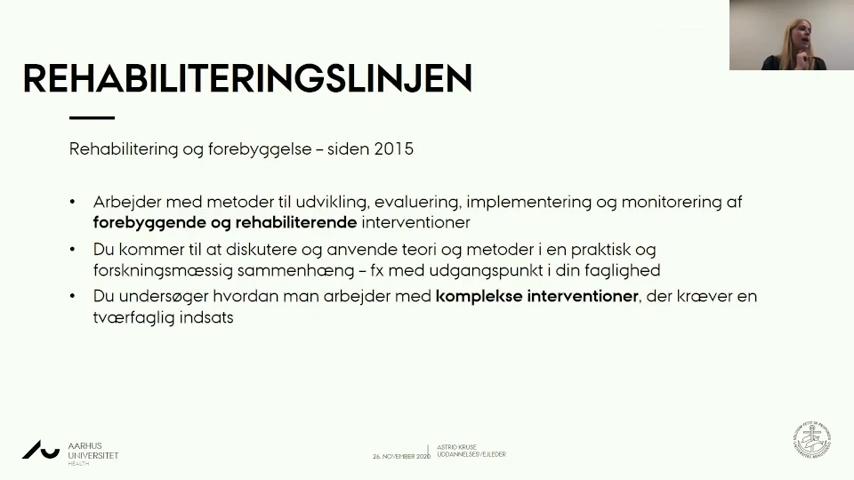 REHABILITERINGSLINJEN
Rehabilitering og forebyggelse – siden 2015
• Arbejder med metoder til udvikling, evaluering, implementering og monitorering af
forebyggende og rehabiliterende interventioner
• Du kommer til at diskutere og anvende teori og metoder i en praktisk og
forskningsmæssig sammenhæng – fx med udgangspunkt i din faglighed
• Du undersøger hvordan man arbejder med komplekse interventioner, der kræver en
tværfaglig indsats
AARHUS
UNIVERSITET
HEALTH
26. NOVEMBER 2020
ASTRID KRUSE
UDDANNELSESVEJLEDER